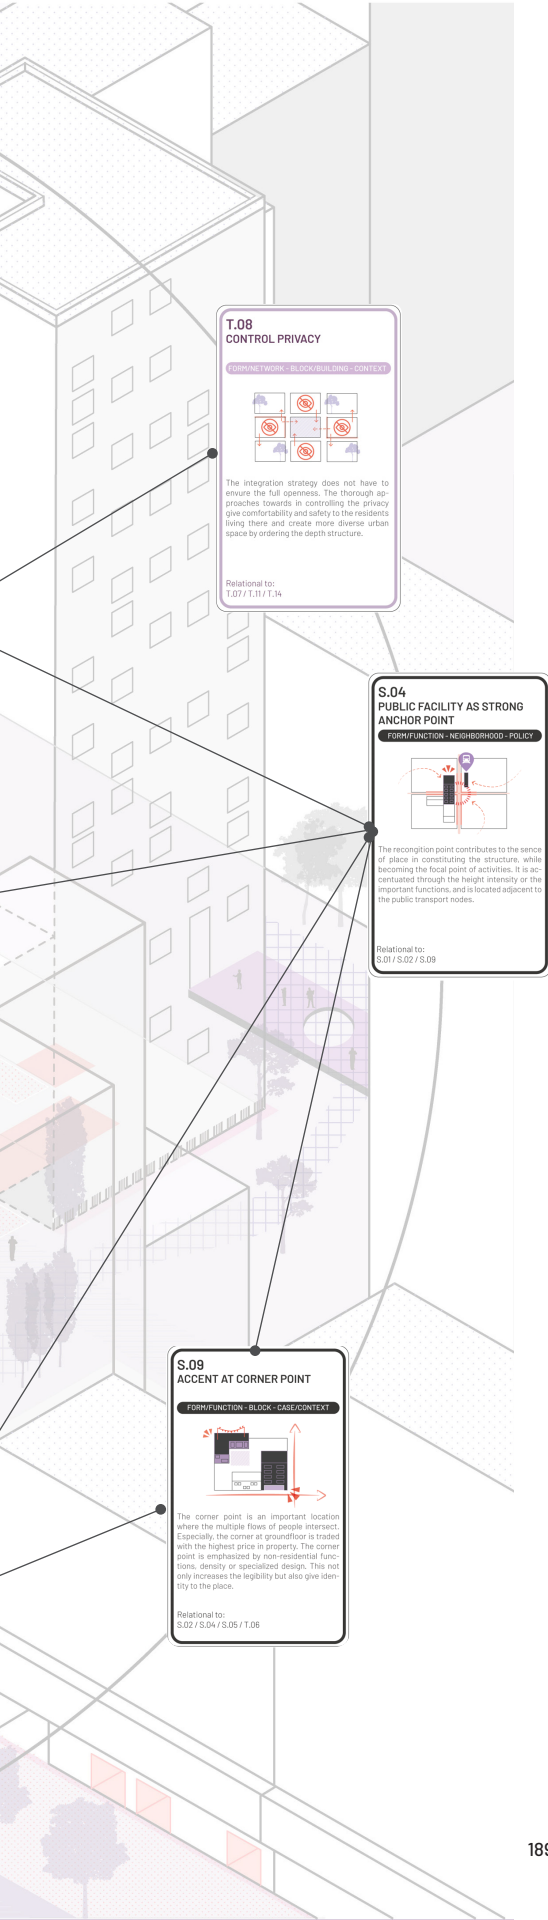 T.08
CONTROL PRIVACY
FORM/NETWORK - BLOCK/BUILDING - CONTEXT
The integration strategy does not have to
envure the full openness. The thorough ap-
proaches towards in controlling the privacy
give comfortability and safety to the residents
living there and create more diverse urban
space by ordering the depth structure.
Relational to:
T.07 / T.11 / T.14
S.04
PUBLIC FACILITY AS STRONG
ANCHOR POINT
FORM/FUNCTION - NEIGHBORHOOD - POLICY
The recongition point contributes to the sence
of place in constituting the structure, while
becoming the focal point of activities. It is ac-
centuated through the height intensity or the
important functions, and is located adjacent to
the public transport nodes.
Relational to:
S.01 / S.02 / S.09
S.09
ACCENT AT CORNER POINT
FORM/FUNCTION - BLOCK - CASE/CONTEXT
The corner point is an important location
where the multiple flows of people intersect.
Especially, the corner at groundfloor is traded
with the highest price in property. The corner
point is emphasized by non-residential func-
tions, density or specialized design. This not
only increases the legibility but also give iden-
tity to the place.
Relational to:
S.02 / S.04 / S.05 / T.06
189